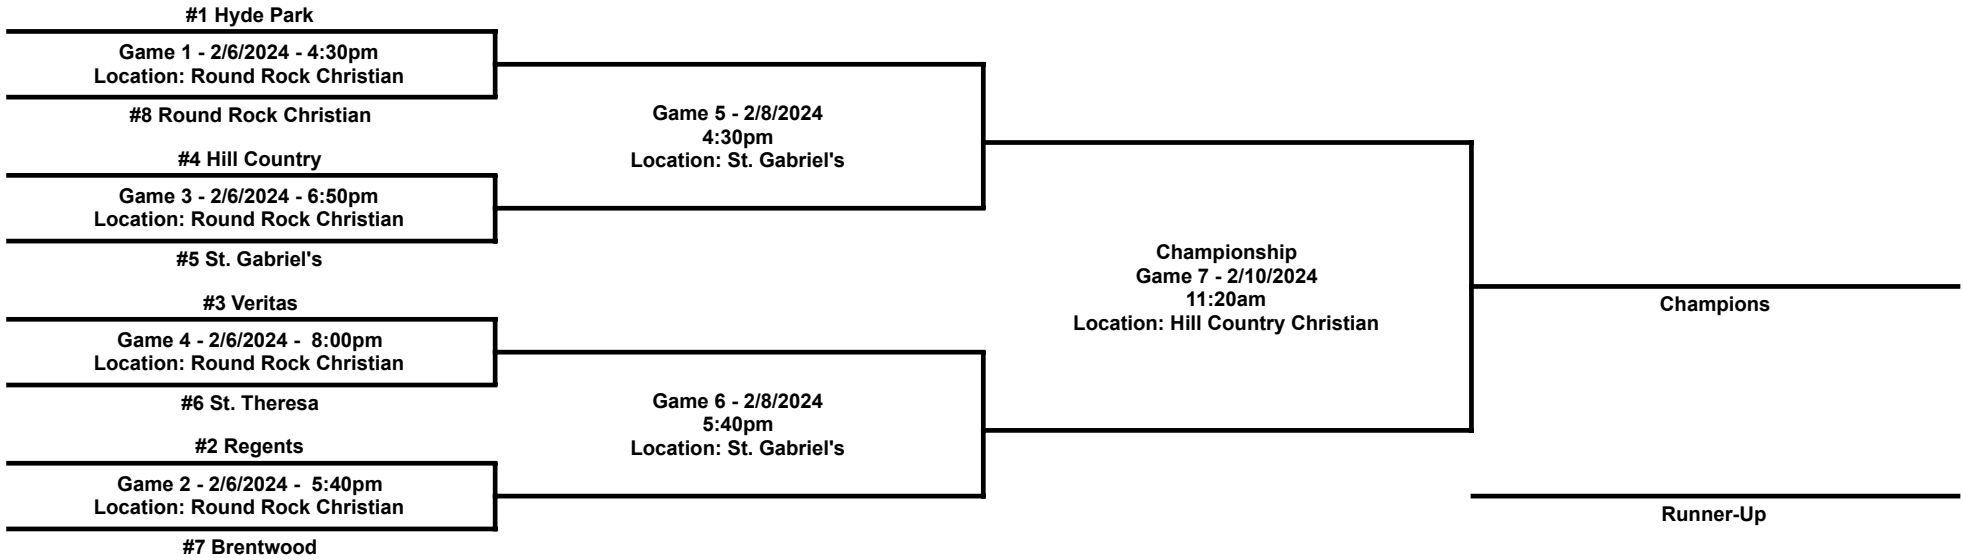 #1 Hyde Park
Game 1 - 2/6/2024 - 4:30pm
Location: Round Rock Christian
#8 Round Rock Christian
#4 Hill Country
Game 3 - 2/6/2024 - 6:50pm
Location: Round Rock Christian
#5 St. Gabriel's
#3 Veritas
Game 4 - 2/6/2024 -  8:00pm
Location: Round Rock Christian
#6 St. Theresa
#2 Regents
Game 2 - 2/6/2024 -  5:40pm
Location: Round Rock Christian
#7 Brentwood
Game 5 - 2/8/2024
4:30pm
Location: St. Gabriel's
Game 6 - 2/8/2024
5:40pm
Location: St. Gabriel's
Championship
Game 7 - 2/10/2024
11:20am
Location: Hill Country Christian
Champions
Runner-Up